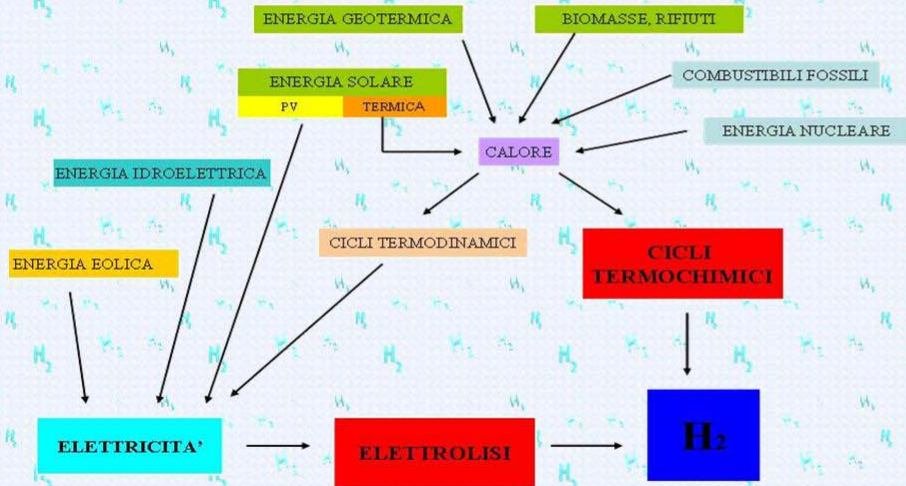 ENERGIA GEOTERMICA
BIOMASSE, RIFIUTI
ENERGIA SOLARE
PV
TERMICA
COMBUSTIBILI FOSSILI
ENERGIA NUCLEARE
CALORE
ENERGIA IDROELETTRICA
CICLI TERMODINAMICI
CICLI
TERMOCHIMICI
ENERGIA EOLICA
ELETTRICITA'
ELETTROLISI
H2